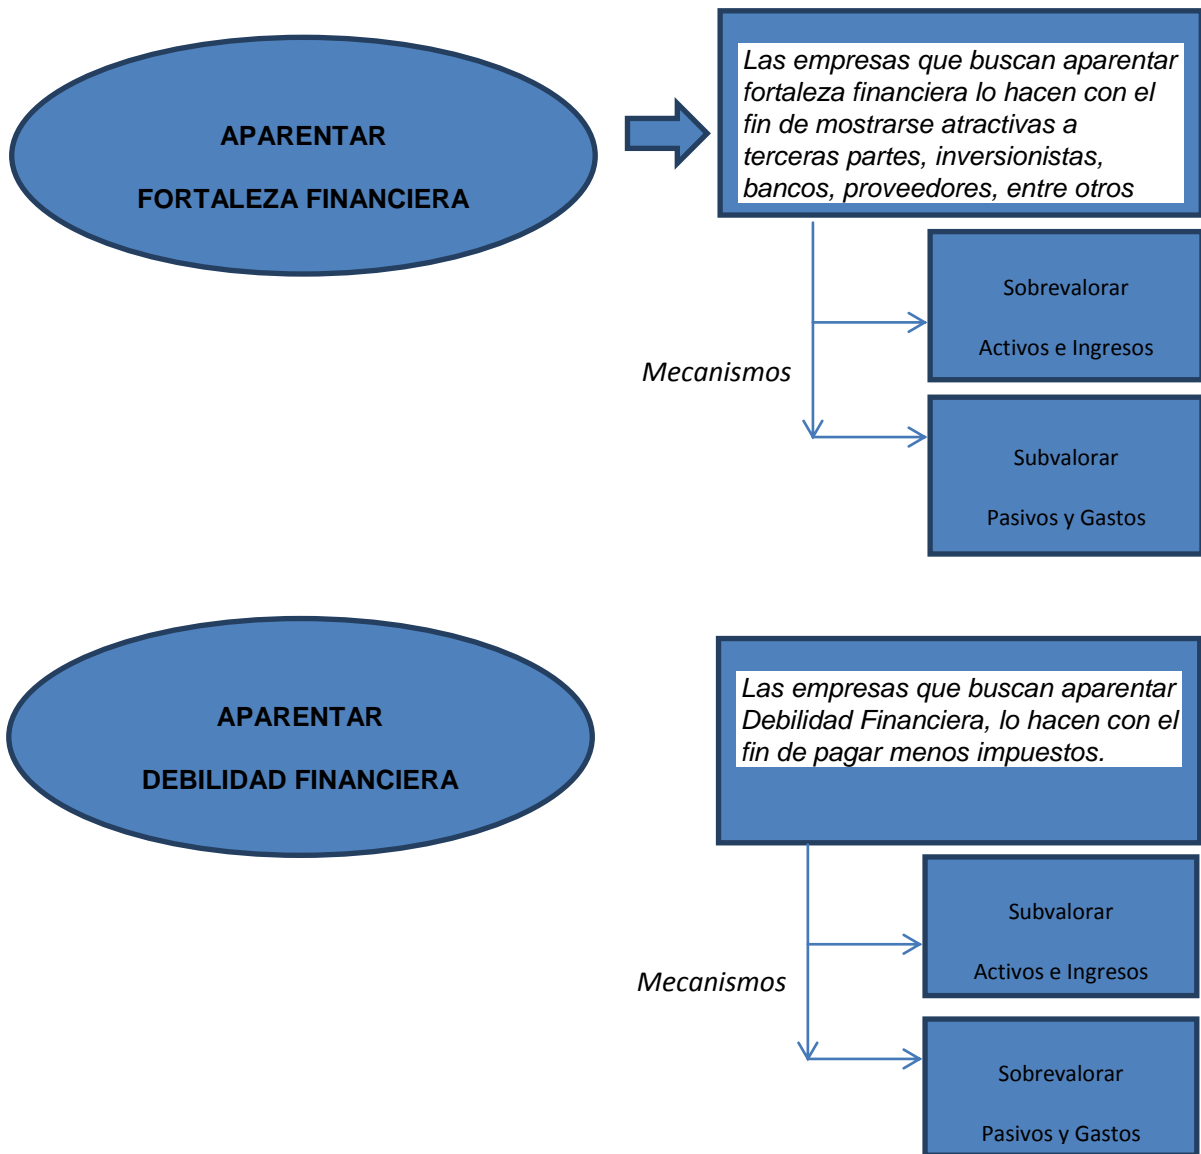 APARENTAR
FORTALEZA FINANCIERA
Las empresas que buscan aparentar
fortaleza financiera lo hacen con el
fin de mostrarse atractivas a
terceras partes, inversionistas,
bancos, proveedores, entre otros
Mecanismos
Sobrevalorar
Activos e Ingresos
Subvalorar
Pasivos y Gastos
APARENTAR
DEBILIDAD FINANCIERA
Las empresas que buscan aparentar
Debilidad Financiera, lo hacen con el
fin de pagar menos impuestos.
Mecanismos
Subvalorar
Activos e Ingresos
Sobrevalorar
Pasivos y Gastos